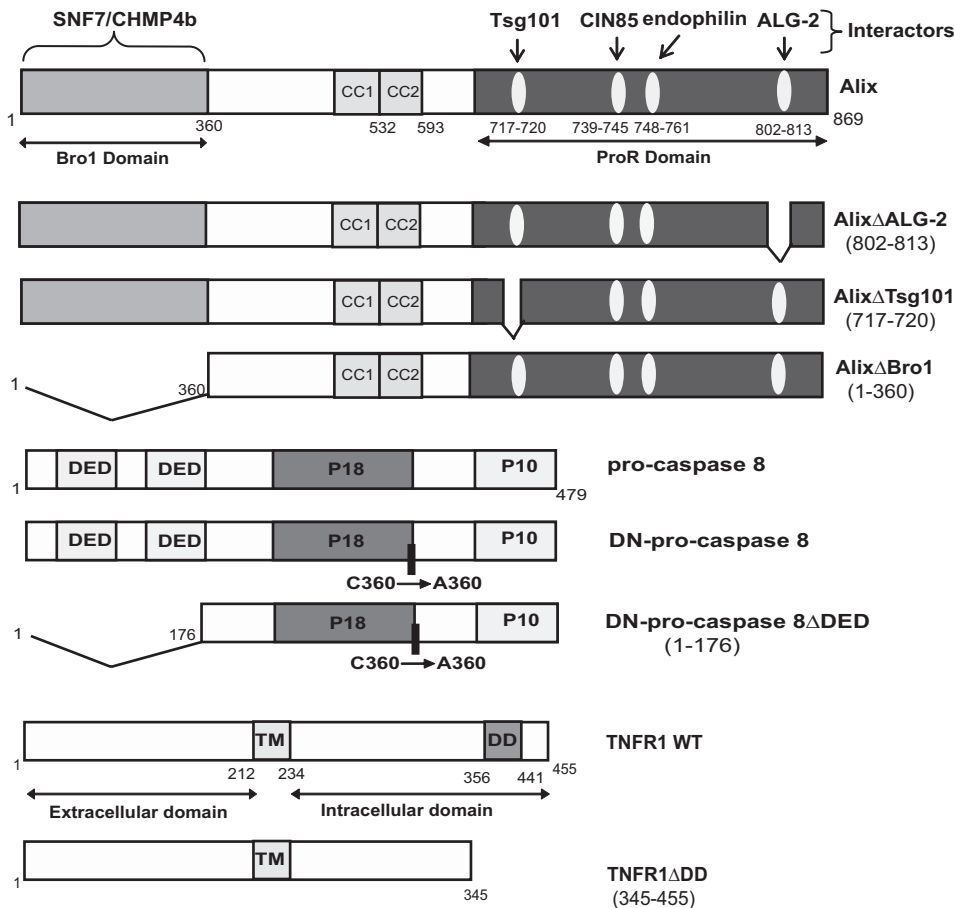 SNF7/CHMP4b
Tsg101 CIN85 endophilin ALG-2 Interactors
CC1 CC2 Alix
1 360 532 593 717-720 739-745 748-761 802-813 869
Bro1 Domain ProR Domain
CC1 CC2 AlixΔALG-2
(802-813)
CC1 CC2 AlixΔTsg101
(717-720)
1 360 CC1 CC2 AlixΔBro1
(1-360)
DED DED P18 P10 pro-caspase 8
1 479
DED DED P18 P10 DN-pro-caspase 8
C360 → A360
1 176 P18 P10 DN-pro-caspase 8ΔDED
(1-176)
C360 → A360
TM DD TNFR1 WT
1 212 234 356 441 455
Extracellular domain Intracellular domain
TM
1 345 TNFR1ΔDD
(345-455)